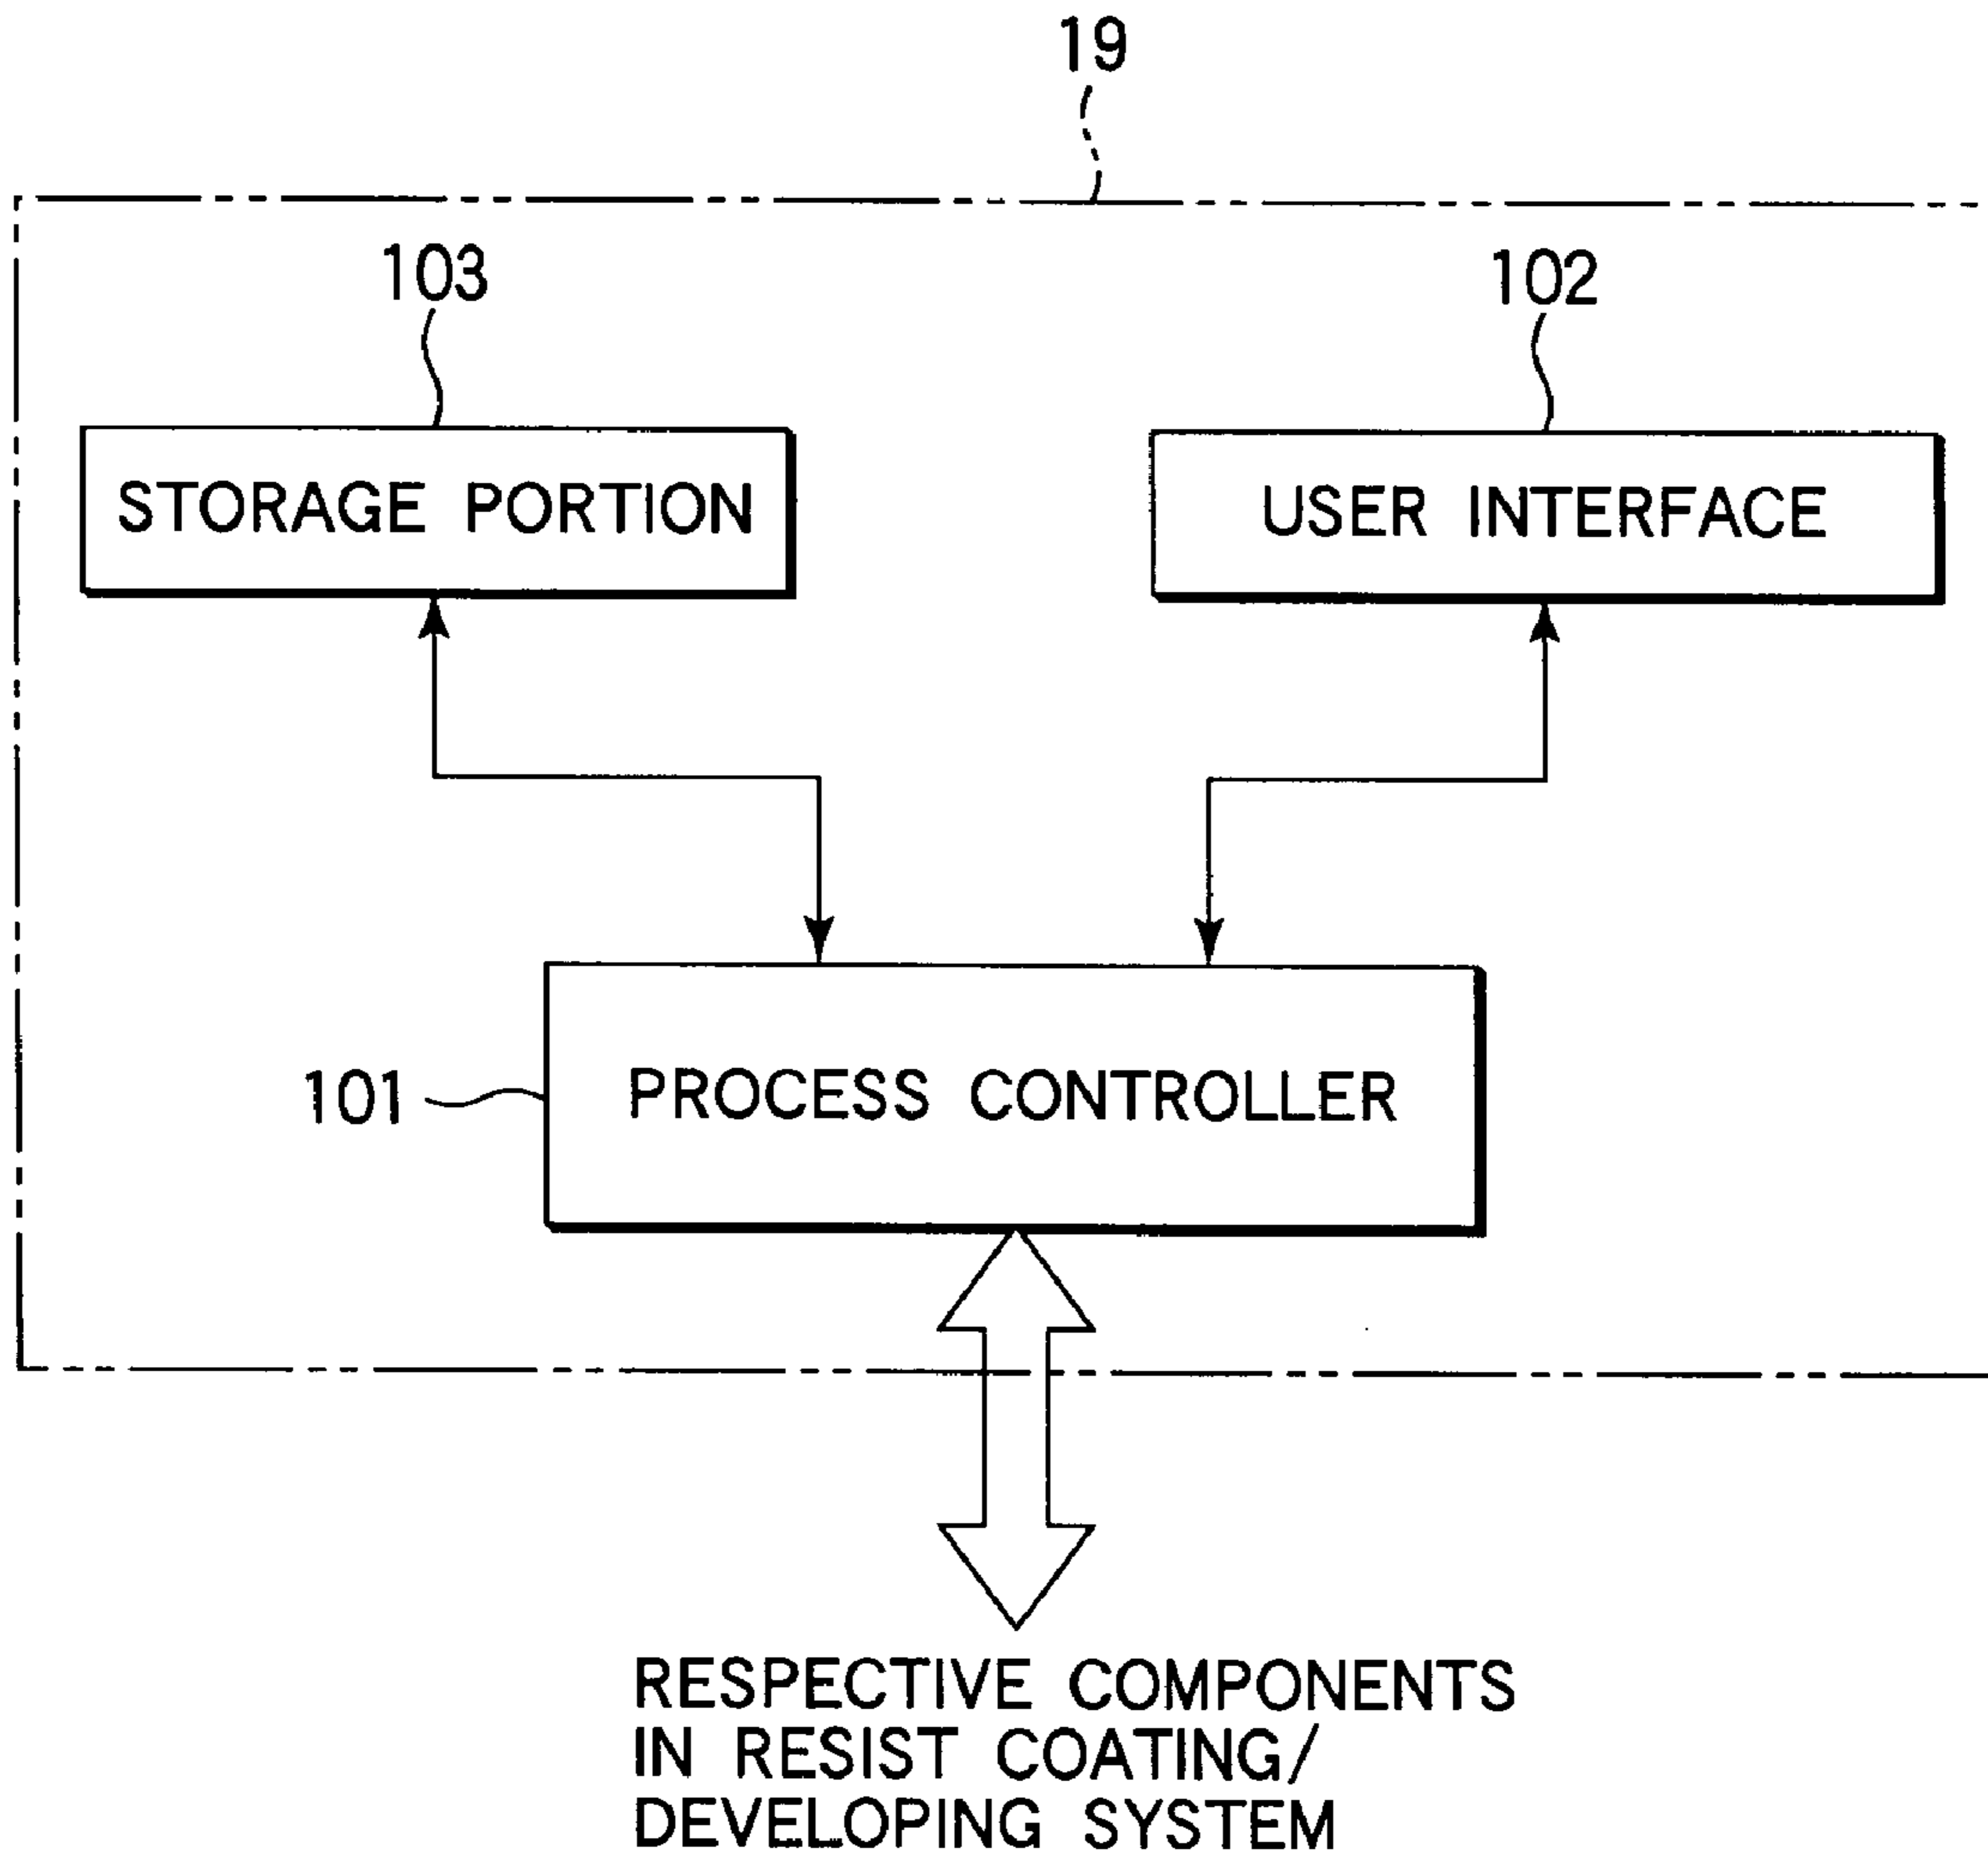 19
103
102
STORAGE PORTION
USER INTERFACE
101
PROCESS CONTROLLER
RESPECTIVE COMPONENTS
IN RESIST COATING/
DEVELOPING SYSTEM